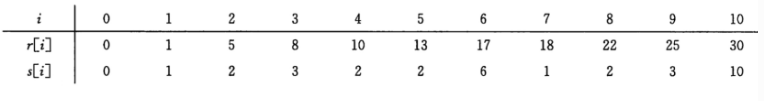 i 0 1 2 3 4 5 6 7 8 9 10
r[i] 0 1 5 8 10 13 17 18 22 25 30
s[i] 0 1 2 3 2 2 6 1 2 3 10